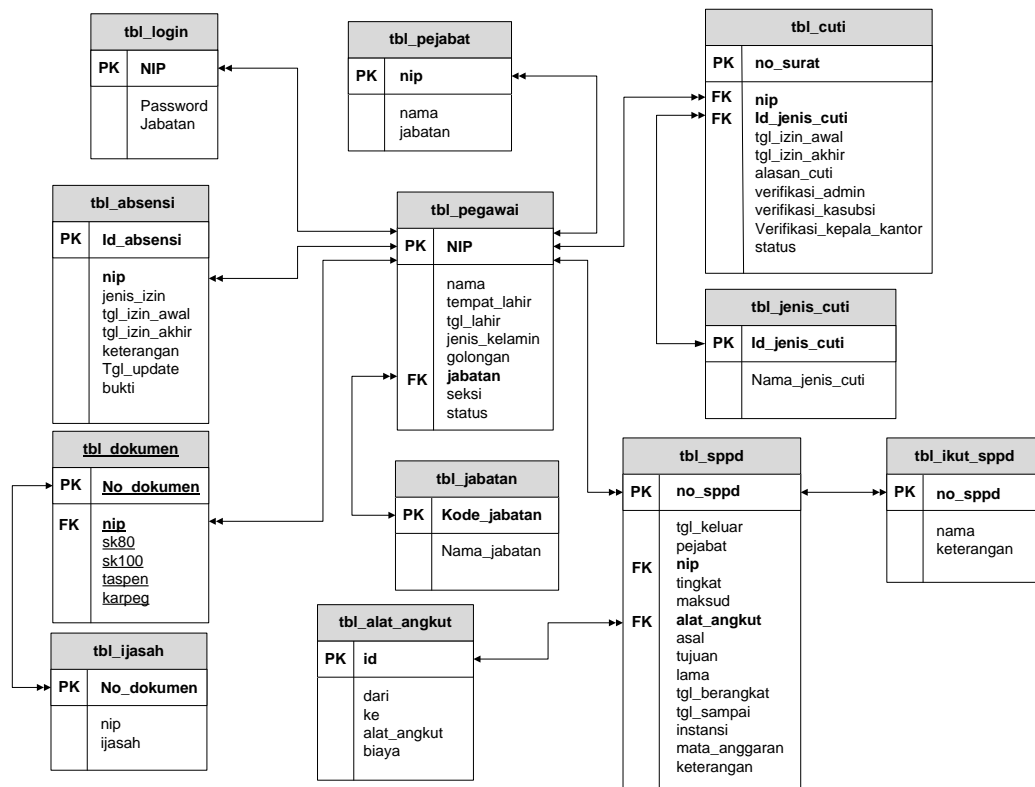 tbl_login
PK NIP
Password
Jabatan
tbl_pejabat
PK nip
nama
jabatan
tbl_cuti
PK no_surat
FK nip
FK Id_jenis_cuti
tgl_izin_awal
tgl_izin_akhir
alasan_cuti
verifikasi_admin
verifikasi_kasubsi
Verifikasi_kepala_kantor
status
tbl_absensi
PK Id_absensi
nip
jenis_izin
tgl_izin_awal
tgl_izin_akhir
keterangan
Tgl_update
bukti
tbl_pegawai
PK NIP
nama
tempat_lahir
tgl_lahir
jenis_kelamin
golongan
FK jabatan
seksi
status
tbl_jenis_cuti
PK Id_jenis_cuti
Nama_jenis_cuti
tbl_dokumen
PK No_dokumen
FK nip
sk80
sk100
taspen
karpeg
tbl_jabatan
PK Kode_jabatan
Nama_jabatan
tbl_sppd
PK no_sppd
tgl_keluar
pejabat
FK nip
tingkat
maksud
FK alat_angkut
asal
tujuan
lama
tgl_berangkat
tgl_sampai
instansi
mata_anggaran
keterangan
tbl_ikut_sppd
PK no_sppd
nama
keterangan
tbl_ijasah
PK No_dokumen
nip
ijasah
tbl_alat_angkut
PK id
dari
ke
alat_angkut
biaya